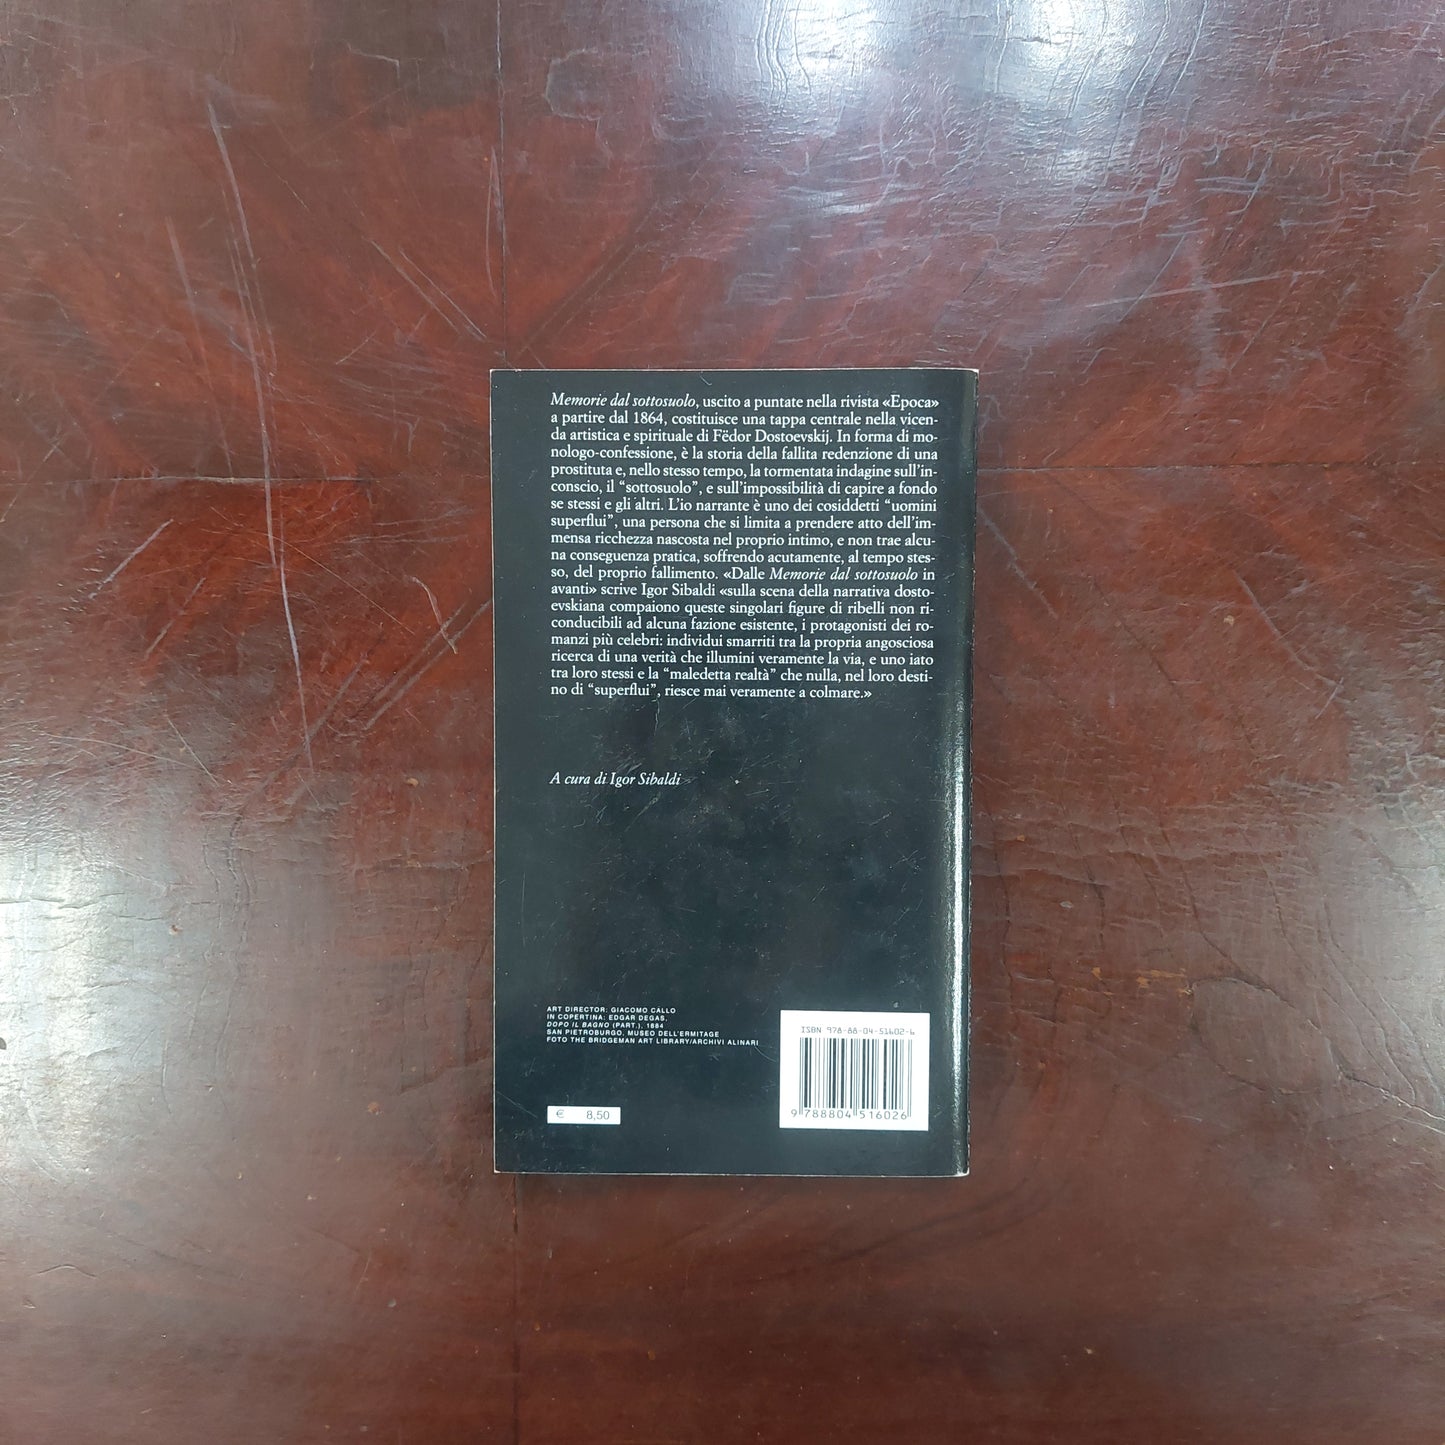 Memorie dal sottosuolo, uscito a puntate nella rivista «Epoca»
a partire dal 1864, costituisce una tappa centrale nella vicen-
da artistica e spirituale di Fëdor Dostoevskij. In forma di mo-
nologo-confessione, è la storia della fallita redenzione di una
prostituta e, nello stesso tempo, la tormentata indagine sull'in-
conscio, il “sottosuolo”, e sull'impossibilità di capire a fondo
se stessi e gli altri. L'io narrante è uno dei cosiddetti “uomini
superflui”, una persona che si limita a prendere atto dell'im-
mensa ricchezza nascosta nel proprio intimo, e non trae alcu-
na conseguenza pratica, soffrendo acutamente, al tempo stes-
so, del proprio fallimento. «Dalle Memorie dal sottosuolo in
avanti» scrive Igor Sibaldi «sulla scena della narrativa dosto-
evskiana compaiono queste singolari figure di ribelli non ri-
conducibili ad alcuna fazione esistente, i protagonisti dei ro-
manzi più celebri: individui smarriti tra la propria angosciosa
ricerca di una verità che illumini veramente la via, e uno iato
tra loro stessi e la “maledetta realtà” che nulla, nel loro desti-
no di “superflui”, riesce mai veramente a colmare.»
A cura di Igor Sibaldi
ART DIRECTOR: GIACOMO CALLO
IN COPERTINA: EDGAR DEGAS,
DOPO IL BAGNO (PART.), 1884
SAN PIETROBURGO, MUSEO DELL'ERMITAGE
FOTO THE BRIDGEMAN ART LIBRARY/ARCHIVI ALINARI
€ 8,50
ISBN 978-88-04-51602-6
9 788804 516026